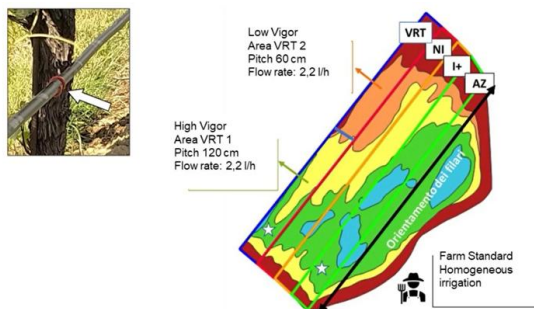 Low Vigor
Area VRT 2
Pitch 60 cm
Flow rate: 2,2 l/h
High Vigor
Area VRT 1
Pitch 120 cm
Flow rate: 2,2 l/h
VRT
NI
I+
AZ
Orientamento dei filari
Farm Standard
Homogeneous
irrigation